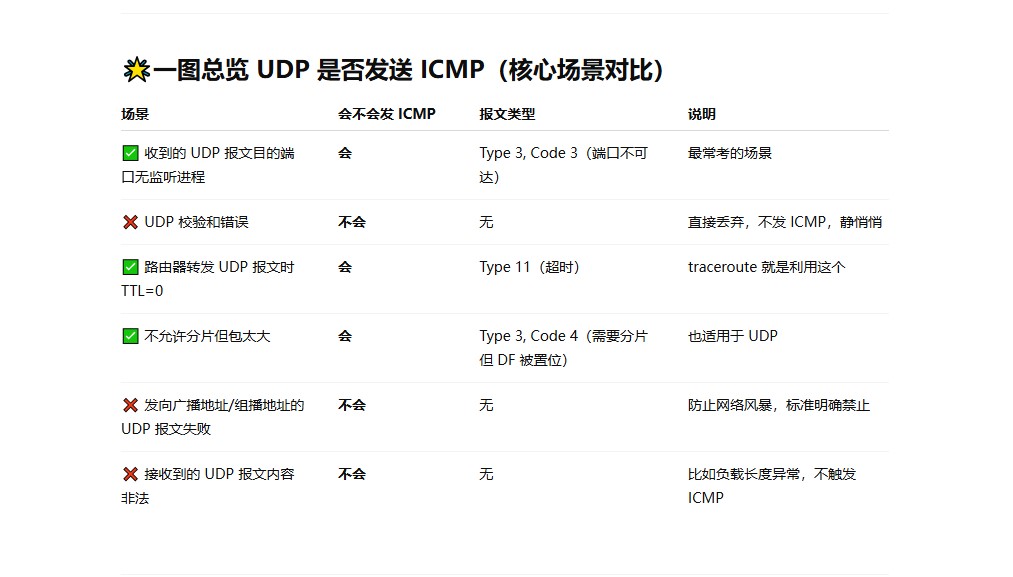 🌟一图总览 UDP 是否发送 ICMP（核心场景对比）
场景 会不会发 ICMP 报文类型 说明
✅ 收到的 UDP 报文目的端 会 Type 3, Code 3（端口不可 最常考的场景
口无监听进程 达）
❌ UDP 校验和错误 不会 无 直接丢弃，不发 ICMP，静悄悄
✅ 路由器转发 UDP 报文时 会 Type 11（超时） traceroute 就是利用这个
TTL=0
✅ 不允许分片但包太大 会 Type 3, Code 4（需要分片 也适用于 UDP
但 DF 被置位）
❌ 发向广播地址/组播地址的 不会 无 防止网络风暴，标准明确禁止
UDP 报文失败
❌ 接收到的 UDP 报文内容 不会 无 比如负载长度异常，不触发
非法 ICMP